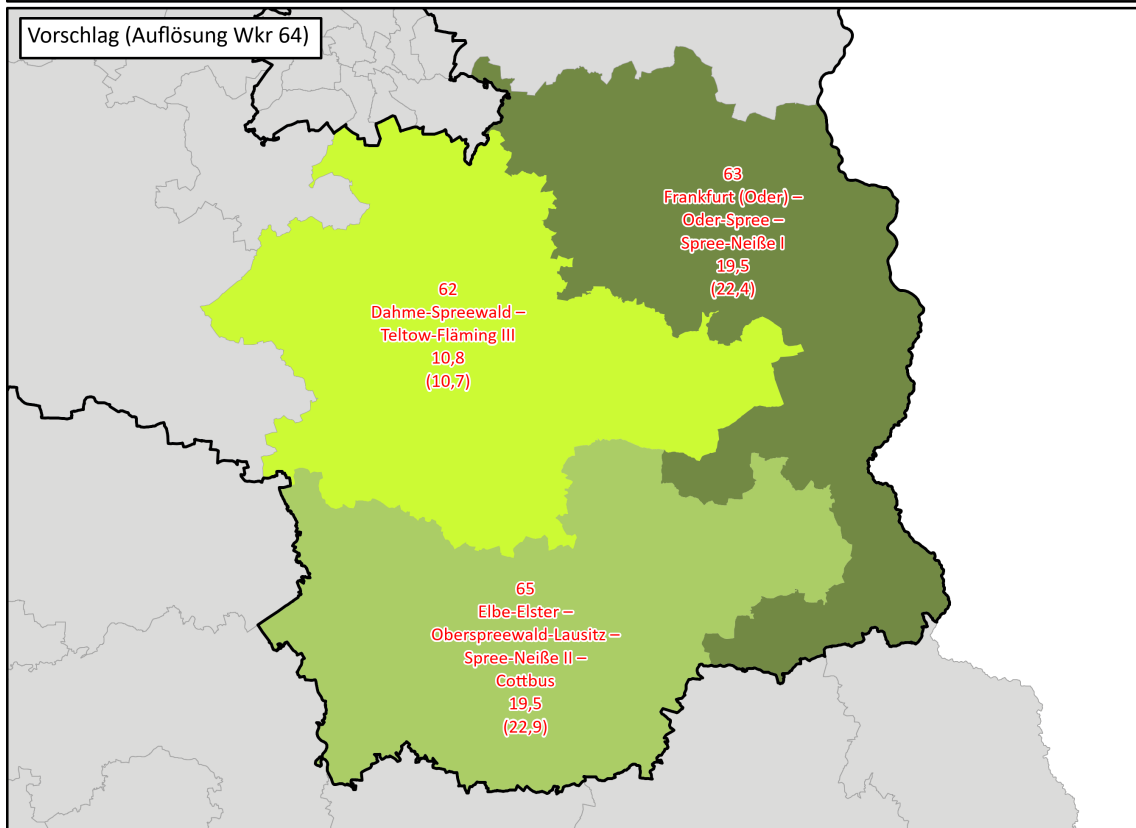 Vorschlag (Auflösung Wkr 64)
63
Frankfurt (Oder) –
Oder-Spree –
Spree-Neiße I
19,5
(22,4)
62
Dahme-Spreewald –
Teltow-Fläming III
10,8
(10,7)
65
Elbe-Elster –
Oberspreewald-Lausitz –
Spree-Neiße II –
Cottbus
19,5
(22,9)